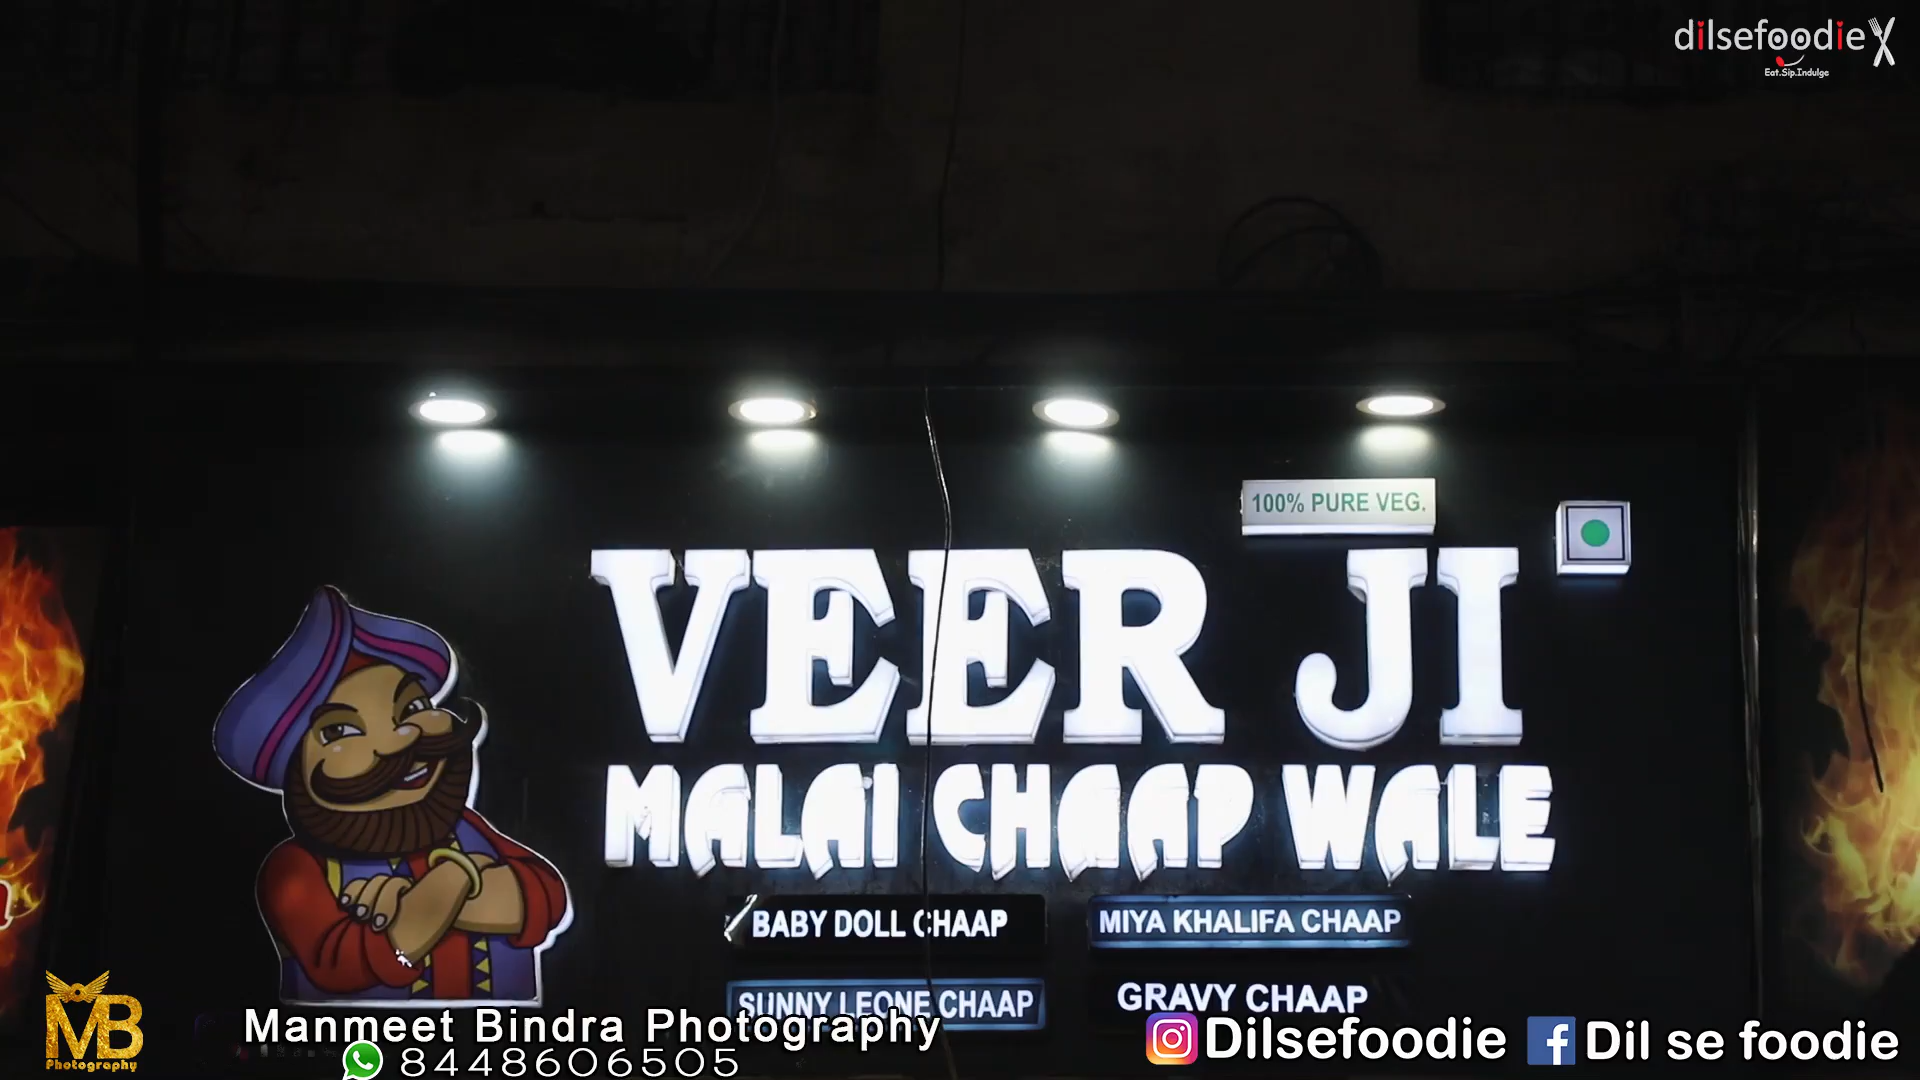 dilsefoodie
Eat.Sip.Indulge
100% PURE VEG.
VEER JI
MALAI CHAAP WALE
BABY DOLL CHAAP
MIYA KHALIFA CHAAP
SUNNY LEONE CHAAP
GRAVY CHAAP
MB
Photography
Manmeet Bindra Photography
8448606505
Dilsefoodie
Dil se foodie